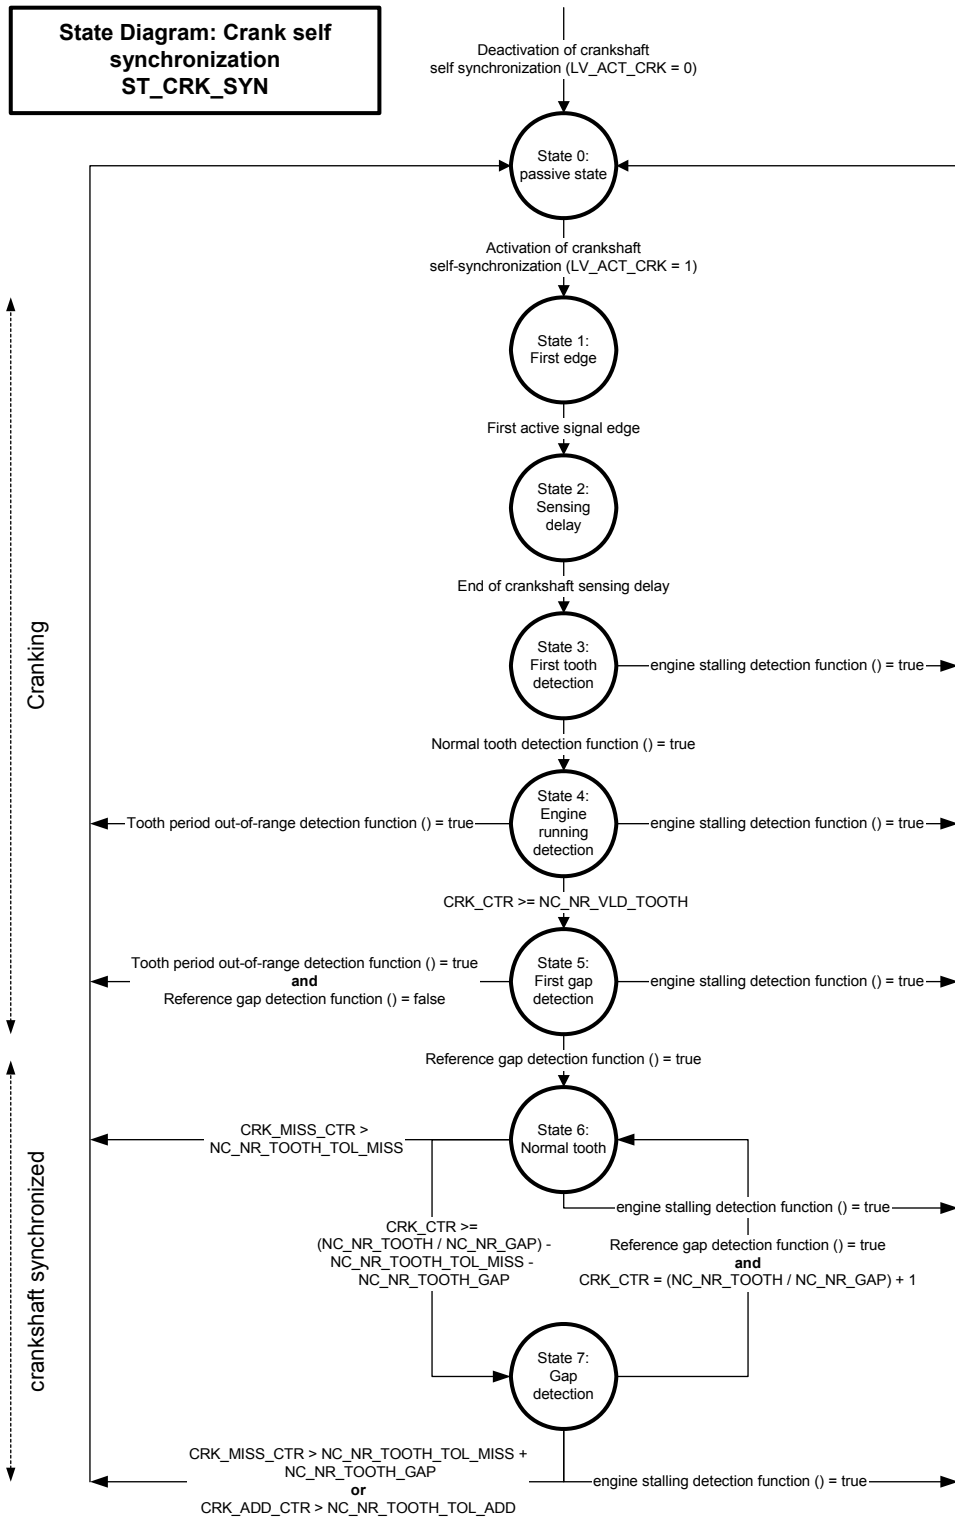 State Diagram: Crank self
synchronization
ST_CRK_SYN
Deactivation of crankshaft
self synchronization (LV_ACT_CRK = 0)
State 0:
passive state
Activation of crankshaft
self-synchronization (LV_ACT_CRK = 1)
State 1:
First edge
First active signal edge
State 2:
Sensing
delay
End of crankshaft sensing delay
Cranking
State 3:
First tooth
detection
engine stalling detection function () = true
Normal tooth detection function () = true
Tooth period out-of-range detection function () = true
State 4:
Engine
running
detection
engine stalling detection function () = true
CRK_CTR >= NC_NR_VLD_TOOTH
Tooth period out-of-range detection function () = true
and
Reference gap detection function () = false
State 5:
First gap
detection
engine stalling detection function () = true
Reference gap detection function () = true
crankshaft synchronized
CRK_MISS_CTR >
NC_NR_TOOTH_TOL_MISS
State 6:
Normal tooth
engine stalling detection function () = true
CRK_CTR >=
(NC_NR_TOOTH / NC_NR_GAP) -
NC_NR_TOOTH_TOL_MISS -
NC_NR_TOOTH_GAP
Reference gap detection function () = true
and
CRK_CTR = (NC_NR_TOOTH / NC_NR_GAP) + 1
State 7:
Gap
detection
CRK_MISS_CTR > NC_NR_TOOTH_TOL_MISS +
NC_NR_TOOTH_GAP
or
CRK_ADD_CTR > NC_NR_TOOTH_TOL_ADD
engine stalling detection function () = true